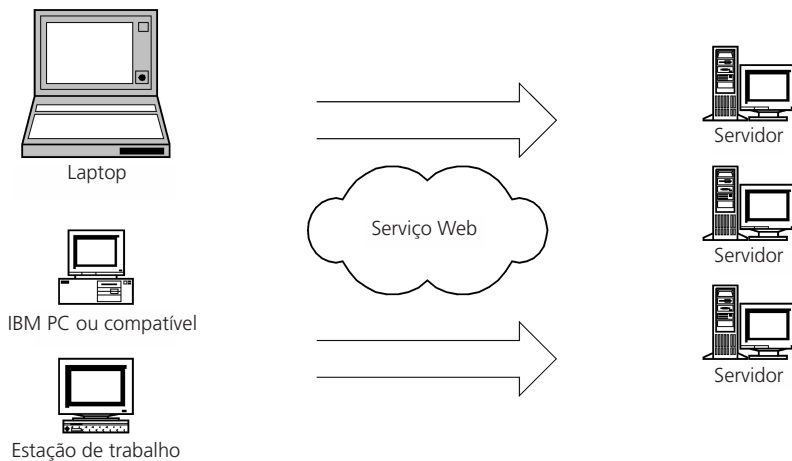 Laptop
IBM PC ou compatível
Estação de trabalho
Serviço Web
Servidor
Servidor
Servidor